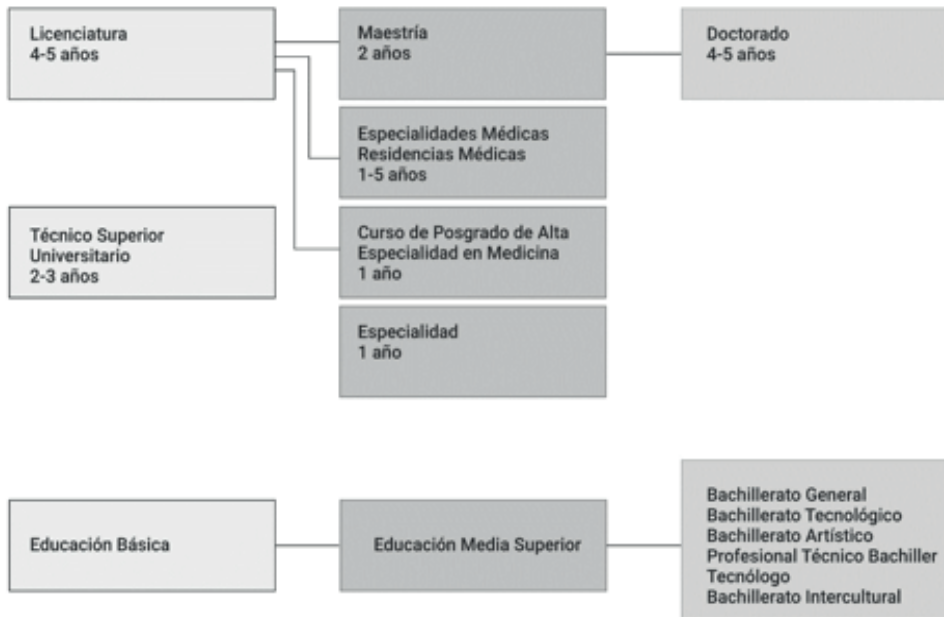 Licenciatura
4-5 años
Maestría
2 años
Doctorado
4-5 años
Especialidades Médicas
Residencias Médicas
1-5 años
Técnico Superior
Universitario
2-3 años
Curso de Posgrado de Alta
Especialidad en Medicina
1 año
Especialidad
1 año
Educación Básica
Educación Media Superior
Bachillerato General
Bachillerato Tecnológico
Bachillerato Artístico
Profesional Técnico Bachiller
Tecnólogo
Bachillerato Intercultural